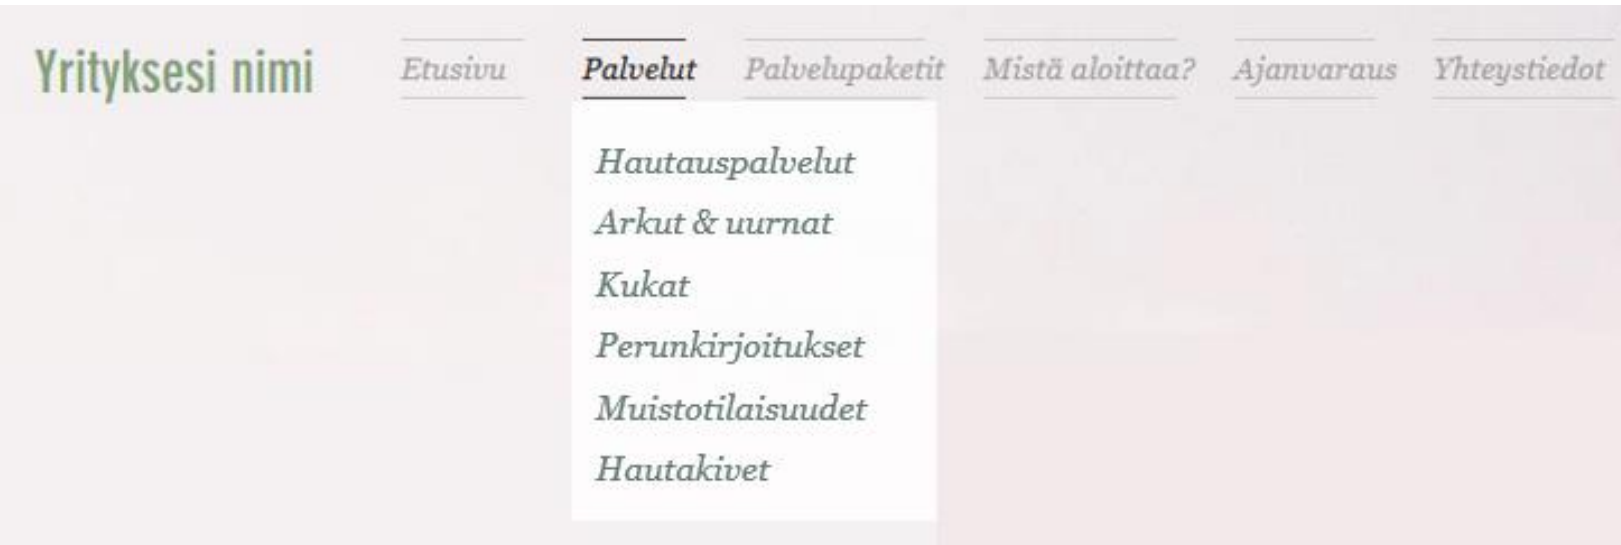 Yrityksesi nimi Etusivu Palvelut Palvelupaketit Mistä aloittaa? Ajanvaraus Yhteystiedot
Hautauspalvelut
Arkut & uurnat
Kukat
Perunkirjoitukset
Muistotilaisuudet
Hautakivet